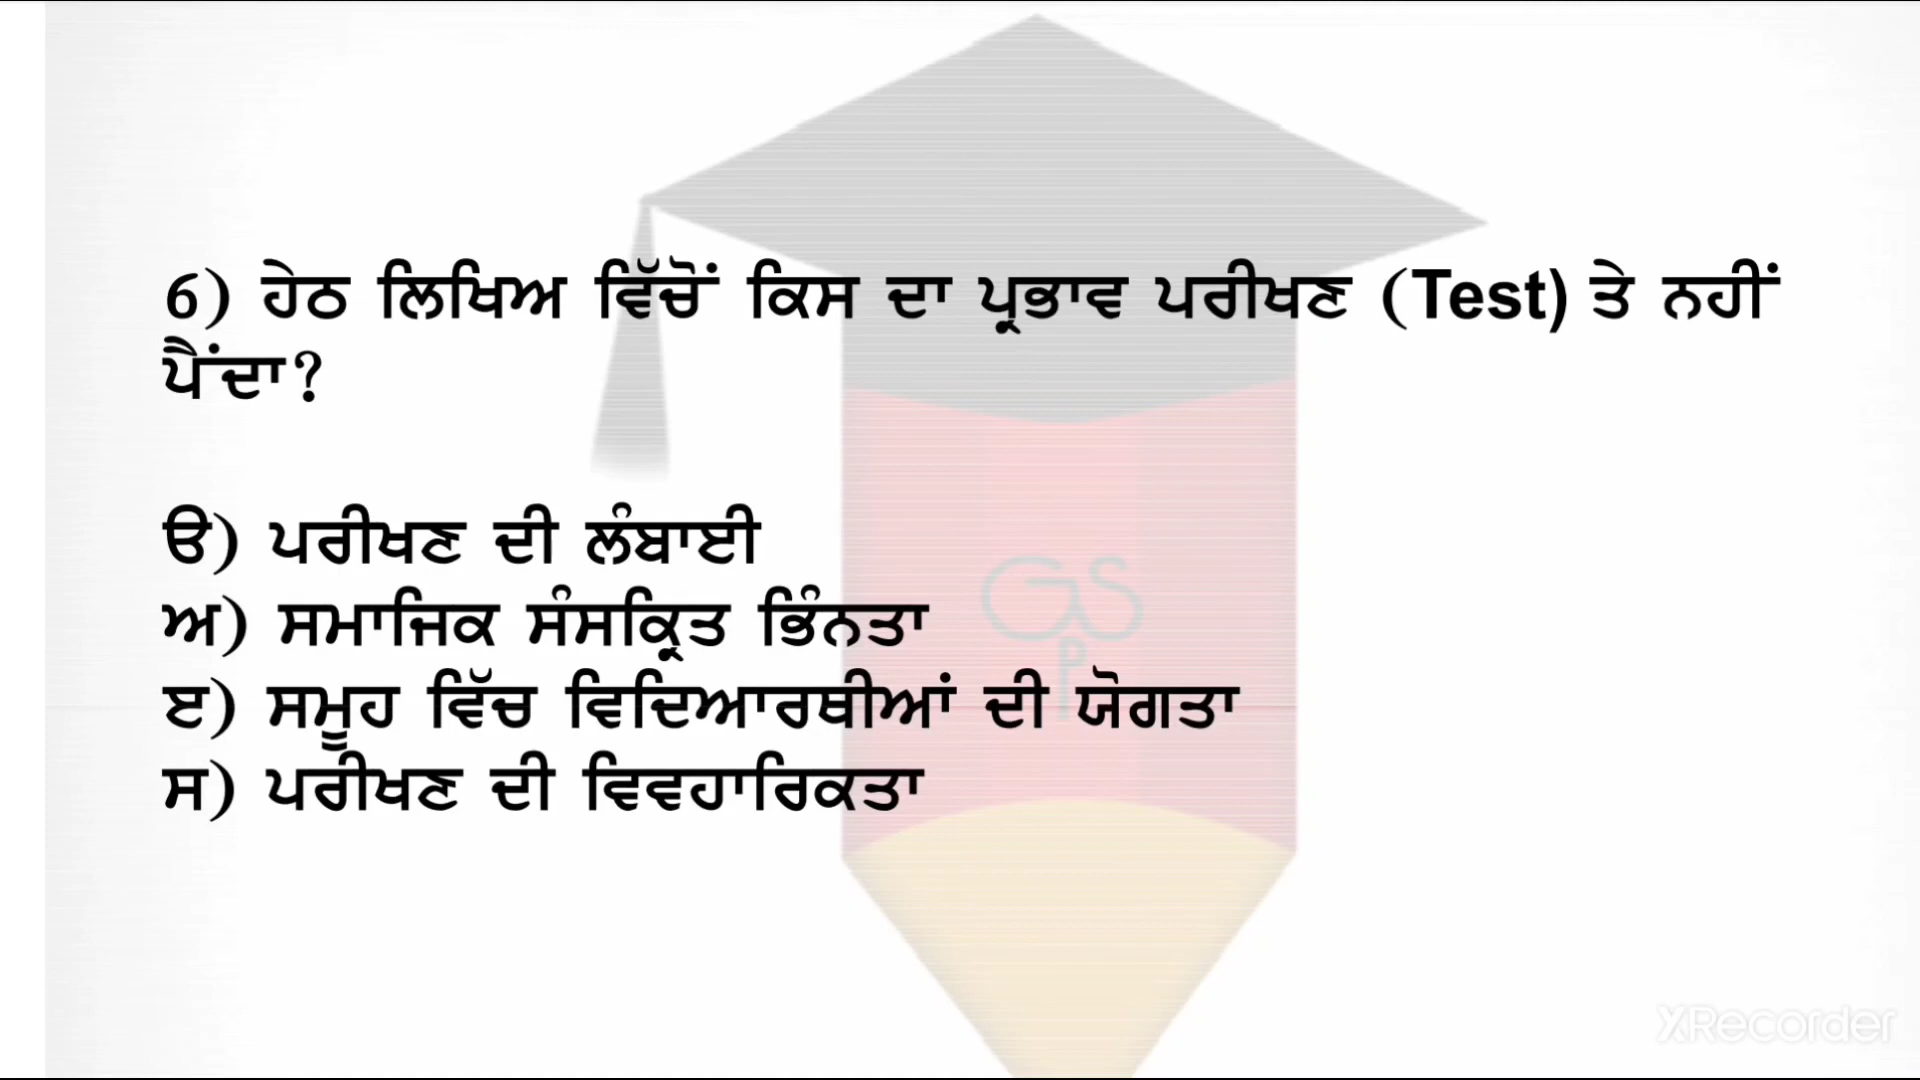 6) ਹੇਠ ਲਿਖਿਅ ਵਿੱਚੋਂ ਕਿਸ ਦਾ ਪ੍ਰਭਾਵ ਪਰੀਖਣ (Test) ਤੇ ਨਹੀਂ
ਪੈਂਦਾ?
ੳ) ਪਰੀਖਣ ਦੀ ਲੰਬਾਈ
ਅ) ਸਮਾਜਿਕ ਸੰਸਕ੍ਰਿਤ ਭਿੰਨਤਾ
ੲ) ਸਮੂਹ ਵਿੱਚ ਵਿਦਿਆਰਥੀਆਂ ਦੀ ਯੋਗਤਾ
ਸ) ਪਰੀਖਣ ਦੀ ਵਿਵਹਾਰਿਕਤਾ
GS
P
XRecorder